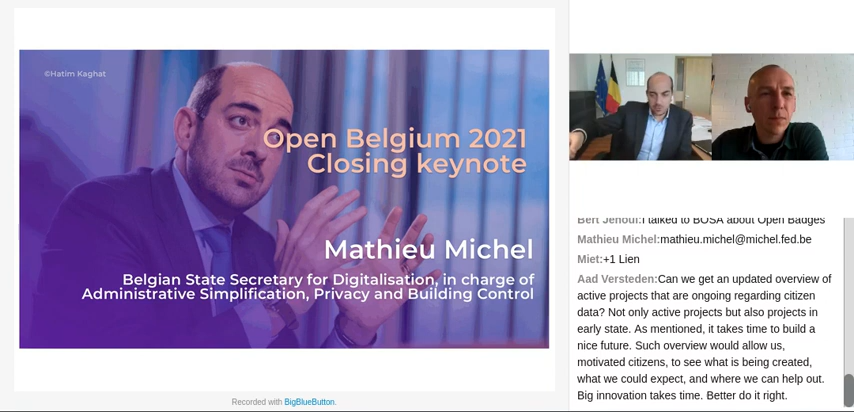 ©Hatim Kaghat
Open Belgium 2021
Closing keynote
Mathieu Michel
Belgian State Secretary for Digitalisation, in charge of
Administrative Simplification, Privacy and Building Control
Recorded with BigBlueButton.
Bert Jehoul:I talked to BOSA about Open Badges
Mathieu Michel:mathieu.michel@michel.fed.be
Miet:+1 Lien
Aad Versteden:Can we get an updated overview of
active projects that are ongoing regarding citizen
data? Not only active projects but also projects in
early state. As mentioned, it takes time to build a
nice future. Such overview would allow us,
motivated citizens, to see what is being created,
what we could expect, and where we can help out.
Big innovation takes time. Better do it right.